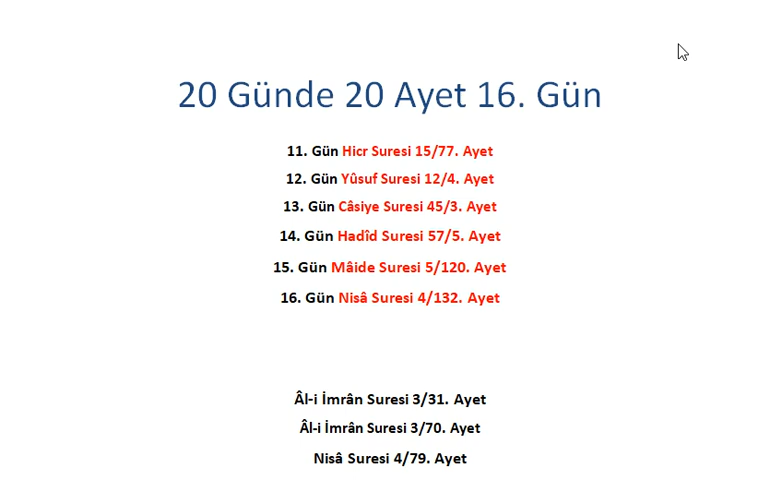 20 Günde 20 Ayet 16. Gün
11. Gün Hicr Suresi 15/77. Ayet
12. Gün Yûsuf Suresi 12/4. Ayet
13. Gün Câsiye Suresi 45/3. Ayet
14. Gün Hadîd Suresi 57/5. Ayet
15. Gün Mâide Suresi 5/120. Ayet
16. Gün Nisâ Suresi 4/132. Ayet
Âl-i İmrân Suresi 3/31. Ayet
Âl-i İmrân Suresi 3/70. Ayet
Nisâ Suresi 4/79. Ayet